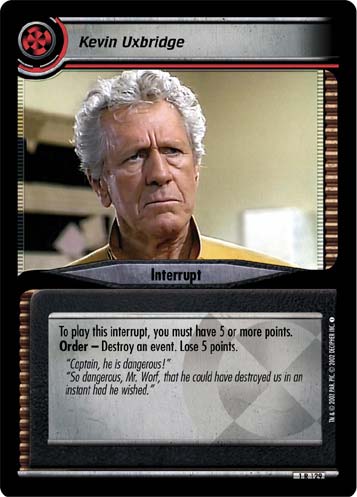 Kevin Uxbridge
Interrupt
To play this interrupt, you must have 5 or more points.
Order – Destroy an event. Lose 5 points.
"Captain, he is dangerous!"
"So dangerous, Mr. Worf, that he could have destroyed us in an
instant had he wished."
TM & © 2002 PAR. PIC. © 2002 DECIPHER INC.
1 R 129